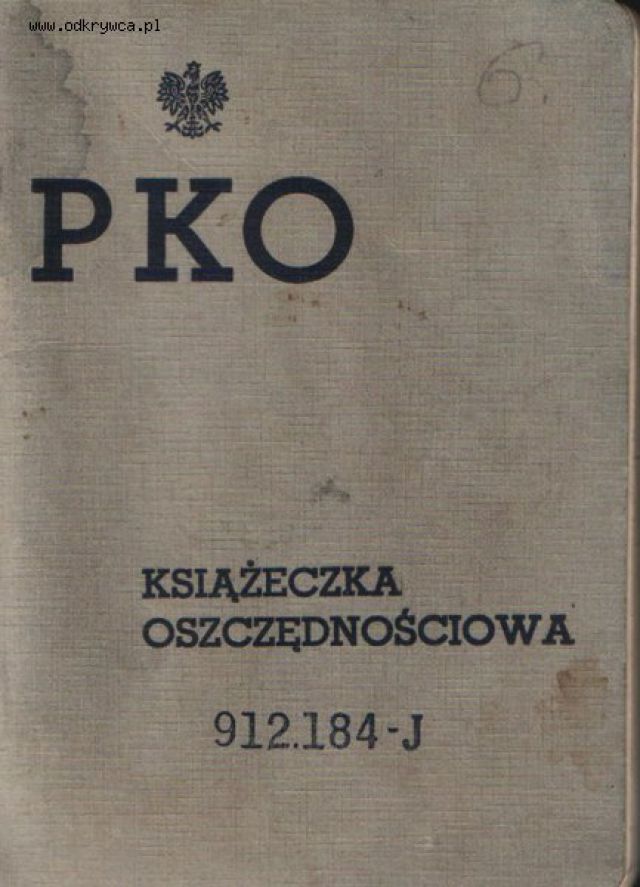 www.odkrywca.pl
6.
PKO
KSIĄŻECZKA
OSZCZĘDNOŚCIOWA
912.184-J